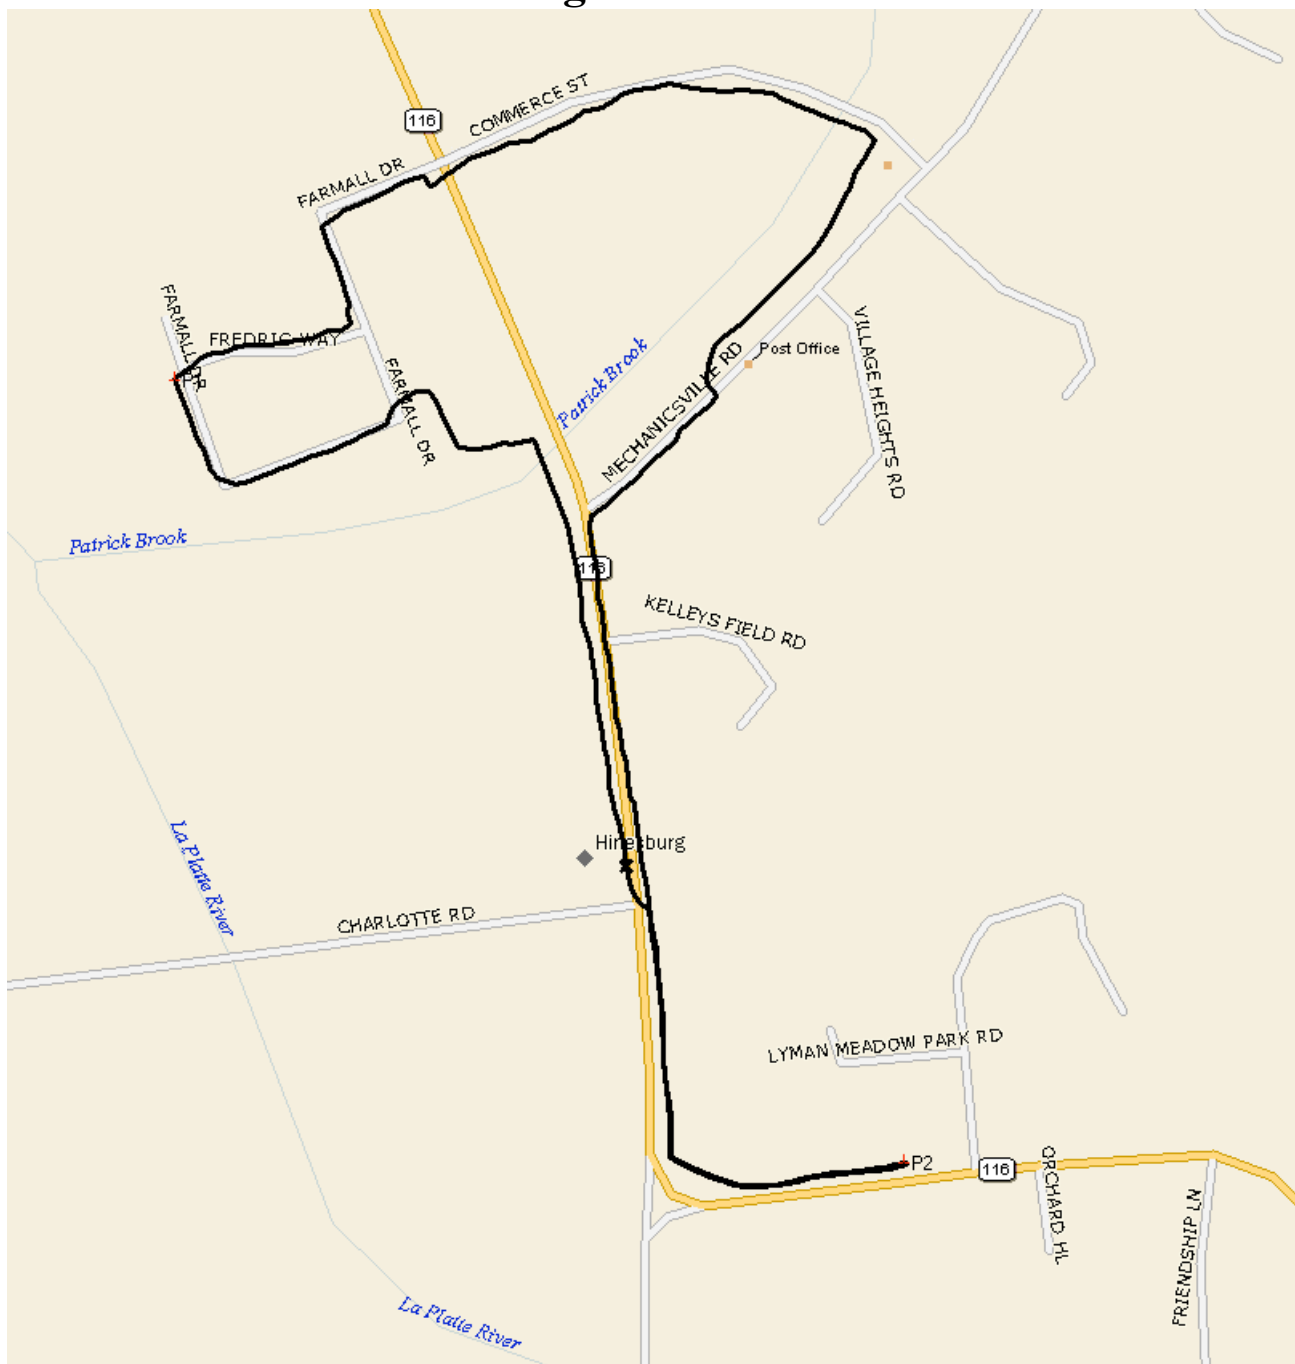 g
116
COMMERCE ST
FARMALL DR
FARMALL DR
FREDRIC WAY
VILLAGE HEIGHTS RD
Post Office
Patrick Brook
MECHANICSVILLE RD
FARMALL DR
Patrick Brook
116
KELLEYS FIELD RD
Hinesburg
La Platte River
CHARLOTTE RD
LYMAN MEADOW PARK RD
P2
116
ORCHARD HL
FRIENDSHIP LN
La Platte River